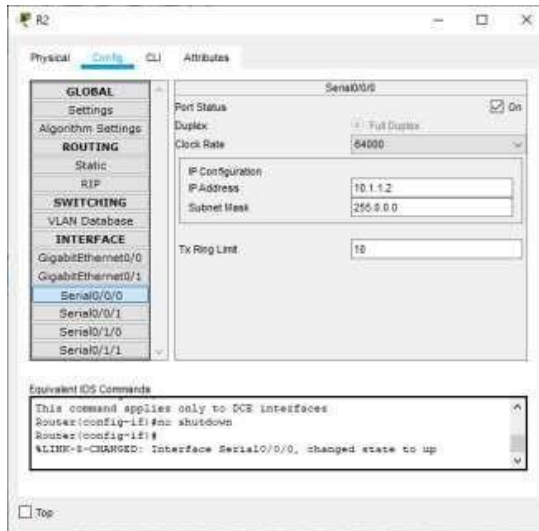 R2
Physical Config CLI Attributes
GLOBAL
Settings
Algorithm Settings
ROUTING
Static
RIP
SWITCHING
VLAN Database
INTERFACE
GigabitEthernet0/0
GigabitEthernet0/1
Serial0/0/0
Serial0/0/1
Serial0/1/0
Serial0/1/1
Serial0/0/0
Port Status On
Duplex Full Duplex
Clock Rate 64000
IP Configuration
IP Address 10.1.1.2
Subnet Mask 255.0.0.0
Tx Ring Limit 10
Equivalent IOS Commands
This command applies only to DCE interfaces
Router(config-if)#no shutdown
Router(config-if)#
%LINK-5-CHANGED: Interface Serial0/0/0, changed state to up
Top